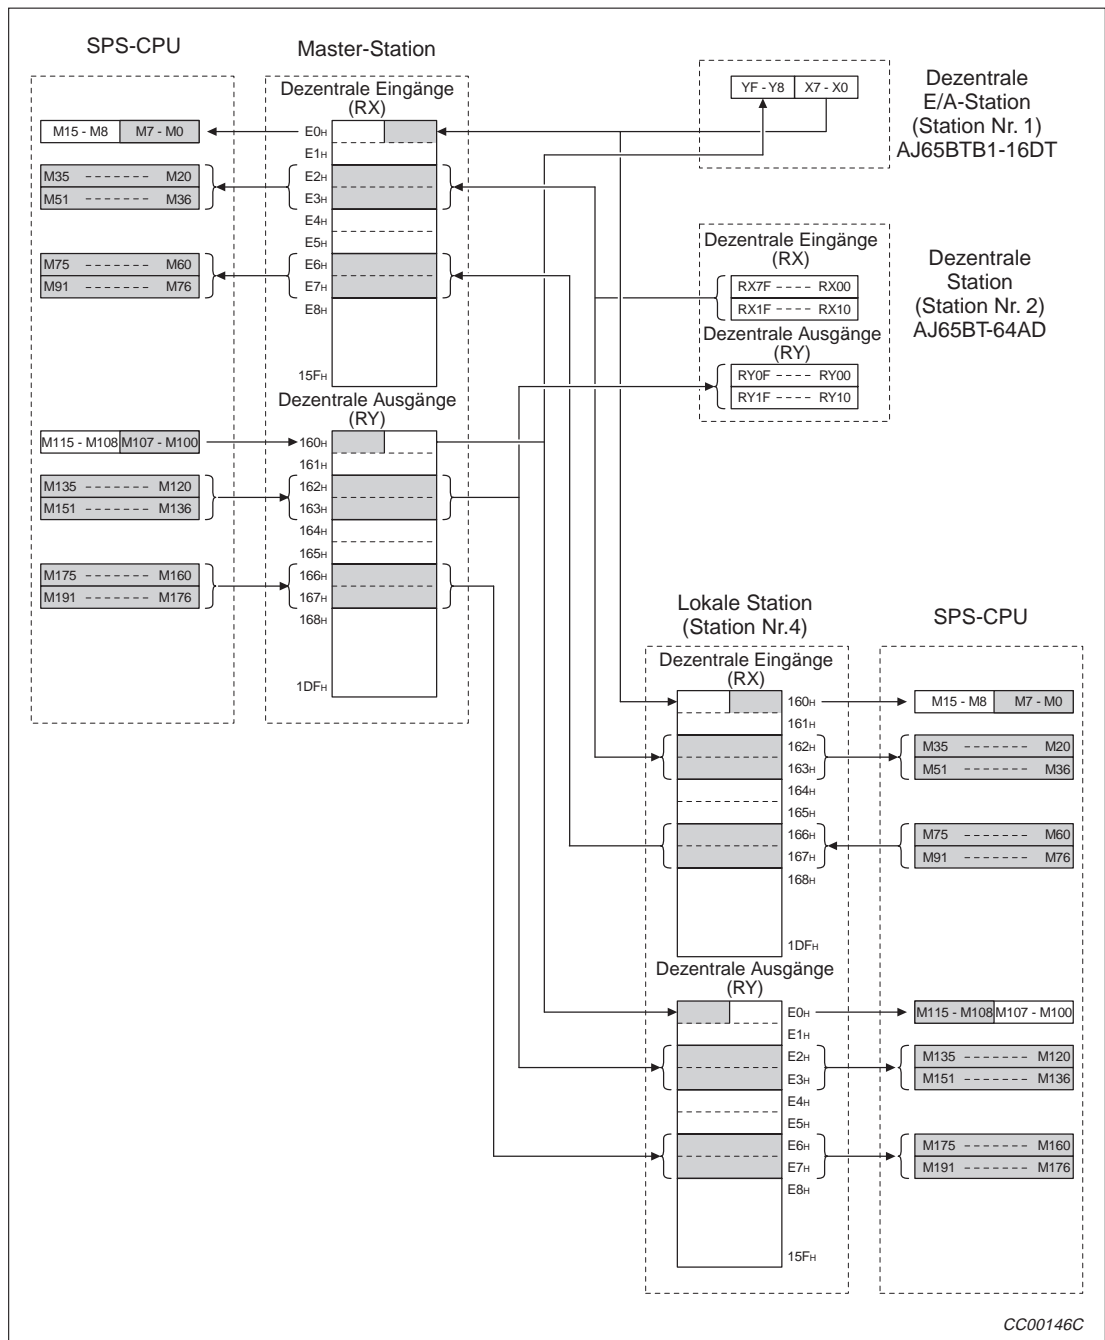 SPS-CPU
Master-Station
Dezentrale Eingänge
(RX)
M15 - M8 M7 - M0
M35 - - - - - - - M20
M51 - - - - - - - M36
M75 - - - - - - - M60
M91 - - - - - - - M76
E0H
E1H
E2H
E3H
E4H
E5H
E6H
E7H
E8H
15FH
Dezentrale Ausgänge
(RY)
M115 - M108 M107 - M100
M135 - - - - - - - M120
M151 - - - - - - - M136
M175 - - - - - - - M160
M191 - - - - - - - M176
160H
161H
162H
163H
164H
165H
166H
167H
168H
1DFH
YF - Y8 X7 - X0
Dezentrale
E/A-Station
(Station Nr. 1)
AJ65BTB1-16DT
Dezentrale Eingänge
(RX)
RX7F - - - - RX00
RX1F - - - - RX10
Dezentrale Ausgänge
(RY)
RY0F - - - - RY00
RY1F - - - - RY10
Dezentrale
Station
(Station Nr. 2)
AJ65BT-64AD
Lokale Station
(Station Nr.4)
SPS-CPU
Dezentrale Eingänge
(RX)
160H
161H
162H
163H
164H
165H
166H
167H
168H
1DFH
M15 - M8 M7 - M0
M35 - - - - - - - M20
M51 - - - - - - - M36
M75 - - - - - - - M60
M91 - - - - - - - M76
Dezentrale Ausgänge
(RY)
E0H
E1H
E2H
E3H
E4H
E5H
E6H
E7H
E8H
15FH
M115 - M108 M107 - M100
M135 - - - - - - - M120
M151 - - - - - - - M136
M175 - - - - - - - M160
M191 - - - - - - - M176
CC00146C